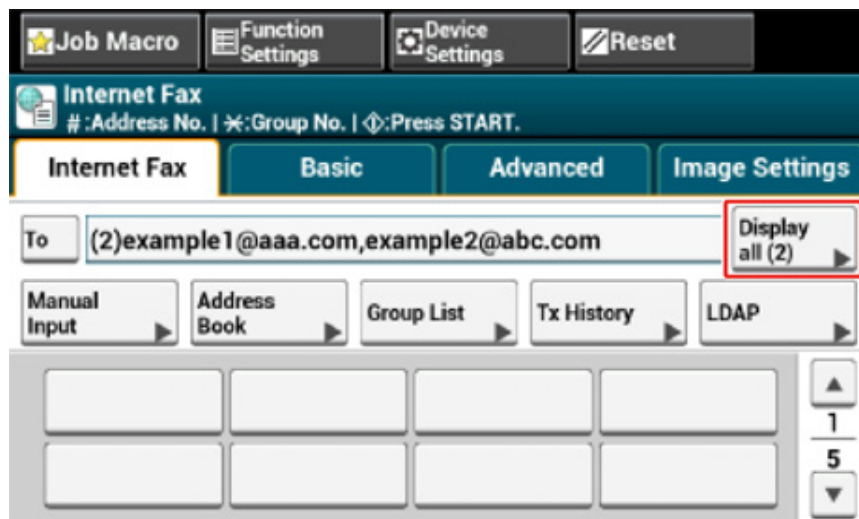 Job Macro
Function
Settings
Device
Settings
Reset
Internet Fax
#:Address No. | ⚹:Group No. | :Press START.
Internet Fax
Basic
Advanced
Image Settings
To
(2)example1@aaa.com,example2@abc.com
Display
all (2)
Manual
Input
Address
Book
Group List
Tx History
LDAP
1
5